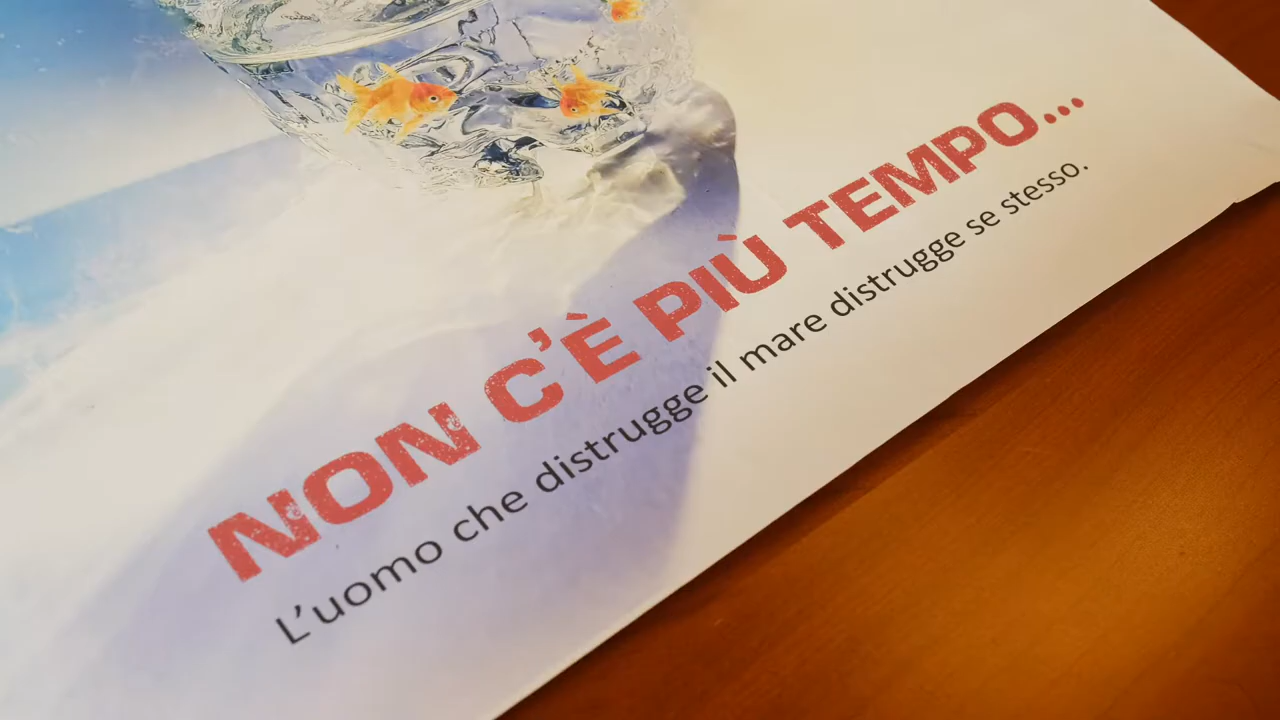 NON C'È PIÙ TEMPO...
L'uomo che distrugge il mare distrugge se stesso.